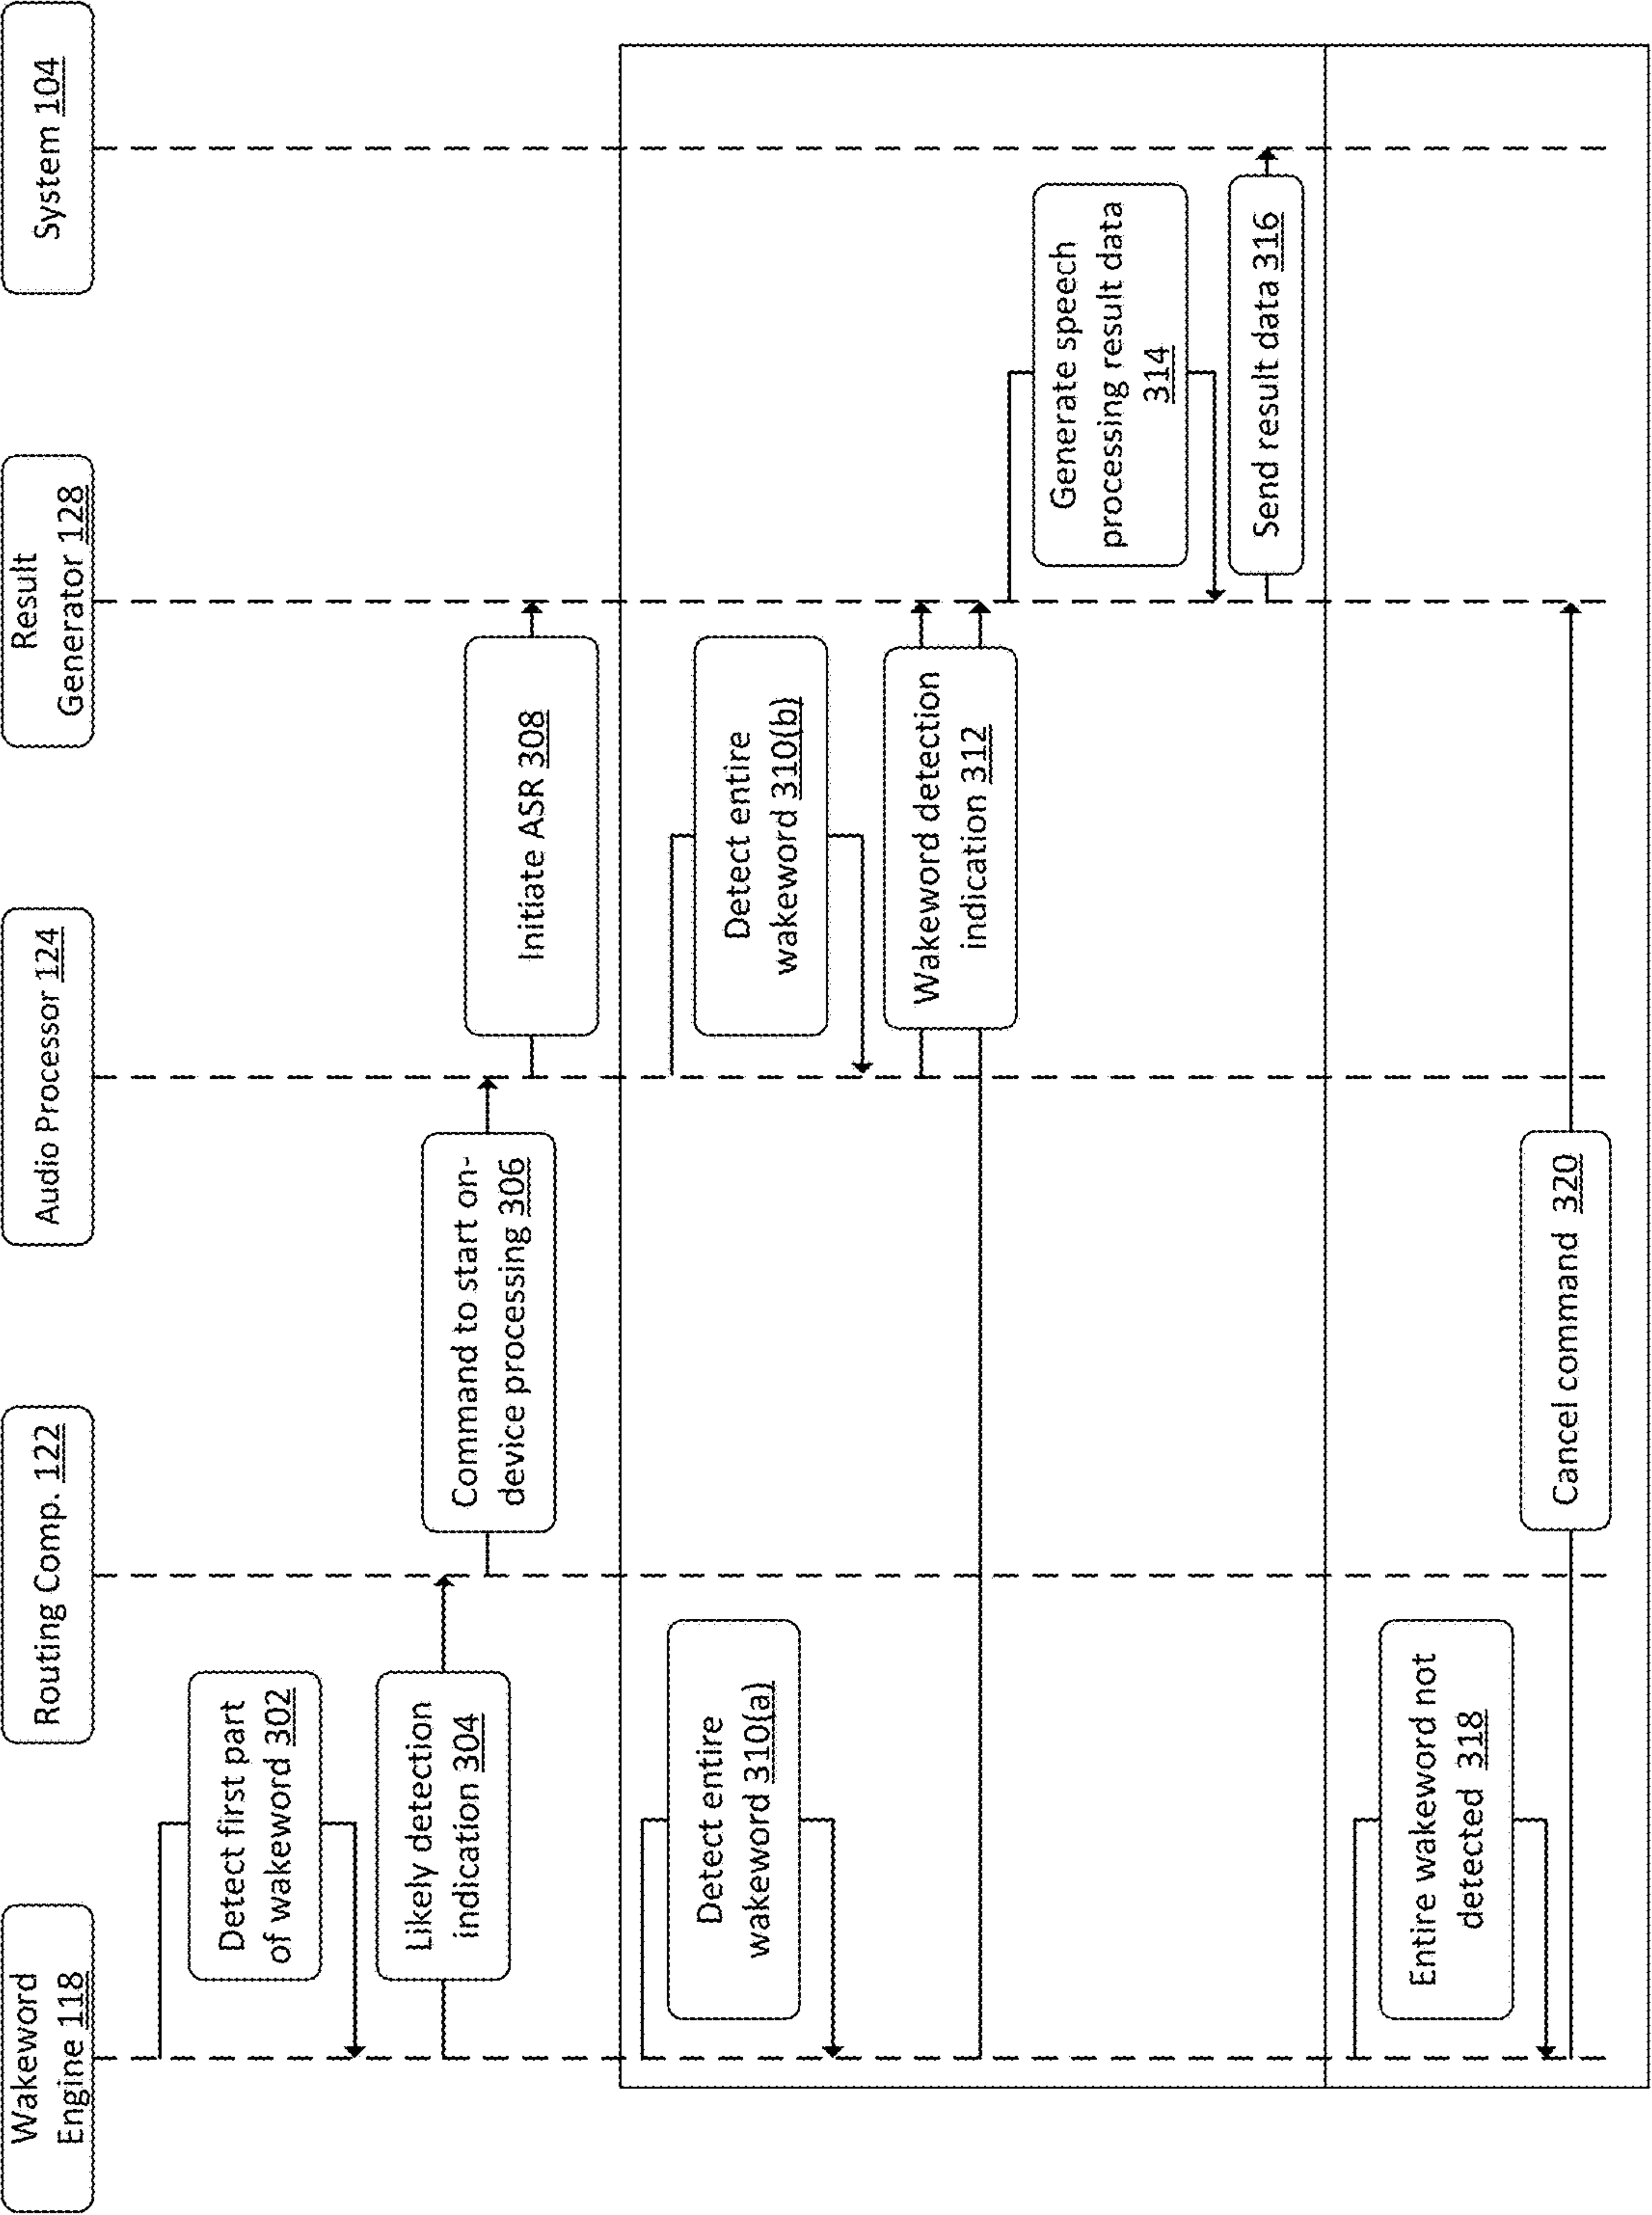 Wakeword
Engine 118
Routing Comp. 122
Audio Processor 124
Result
Generator 128
System 104
Detect first part
of wakeword 302
Likely detection
indication 304
Command to start on-
device processing 306
Initiate ASR 308
Detect entire
wakeword 310(a)
Detect entire
wakeword 310(b)
Wakeword detection
indication 312
Generate speech
processing result data
314
Send result data 316
Entire wakeword not
detected 318
Cancel command 320